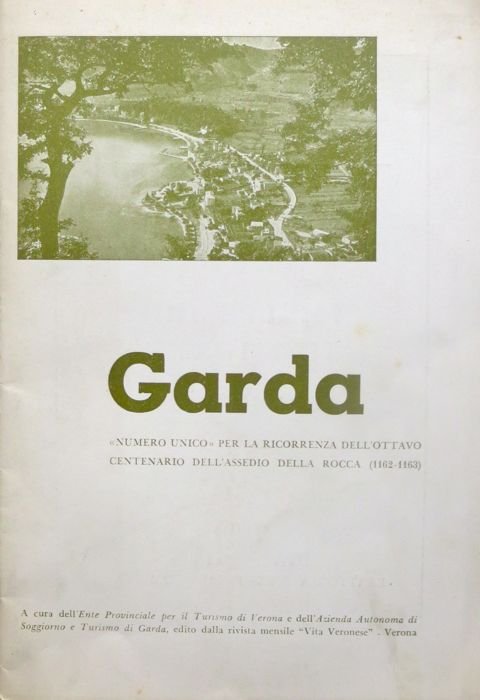 Garda
«NUMERO UNICO» PER LA RICORRENZA DELL'OTTAVO
CENTENARIO DELL'ASSEDIO DELLA ROCCA (1162-1163)
A cura dell'Ente Provinciale per il Turismo di Verona e dell'Azienda Autonoma di
Soggiorno e Turismo di Garda, edito dalla rivista mensile "Vita Veronese" . Verona